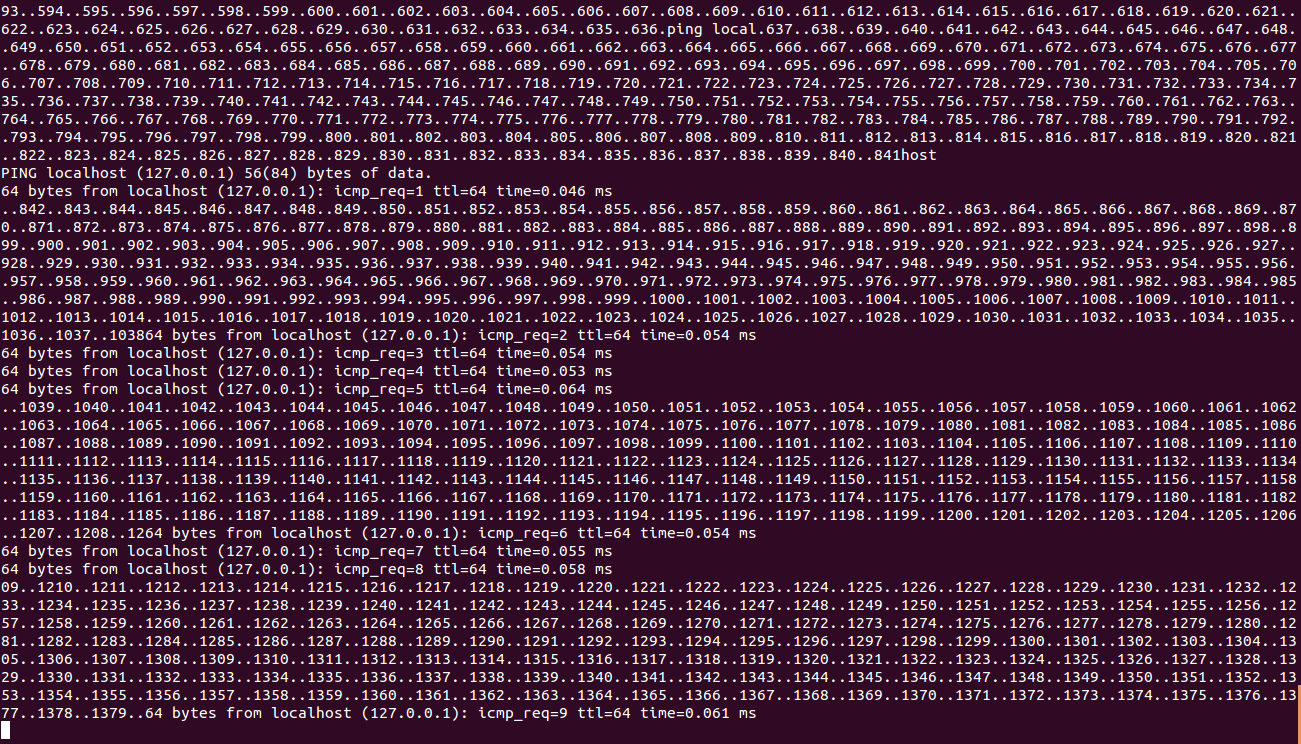 93..594..595..596..597..598..599..600..601..602..603..604..605..606..607..608..609..610..611..612..613..614..615..616..617..618..619..620..621..
622..623..624..625..626..627..628..629..630..631..632..633..634..635..636.ping local.637..638..639..640..641..642..643..644..645..646..647..648.
.649..650..651..652..653..654..655..656..657..658..659..660..661..662..663..664..665..666..667..668..669..670..671..672..673..674..675..676..677
..678..679..680..681..682..683..684..685..686..687..688..689..690..691..692..693..694..695..696..697..698..699..700..701..702..703..704..705..70
6..707..708..709..710..711..712..713..714..715..716..717..718..719..720..721..722..723..724..725..726..727..728..729..730..731..732..733..734..7
35..736..737..738..739..740..741..742..743..744..745..746..747..748..749..750..751..752..753..754..755..756..757..758..759..760..761..762..763..
764..765..766..767..768..769..770..771..772..773..774..775..776..777..778..779..780..781..782..783..784..785..786..787..788..789..790..791..792.
.793..794..795..796..797..798..799..800..801..802..803..804..805..806..807..808..809..810..811..812..813..814..815..816..817..818..819..820..821
..822..823..824..825..826..827..828..829..830..831..832..833..834..835..836..837..838..839..840..841host
PING localhost (127.0.0.1) 56(84) bytes of data.
64 bytes from localhost (127.0.0.1): icmp_req=1 ttl=64 time=0.046 ms
..842..843..844..845..846..847..848..849..850..851..852..853..854..855..856..857..858..859..860..861..862..863..864..865..866..867..868..869..87
0..871..872..873..874..875..876..877..878..879..880..881..882..883..884..885..886..887..888..889..890..891..892..893..894..895..896..897..898..8
99..900..901..902..903..904..905..906..907..908..909..910..911..912..913..914..915..916..917..918..919..920..921..922..923..924..925..926..927..
928..929..930..931..932..933..934..935..936..937..938..939..940..941..942..943..944..945..946..947..948..949..950..951..952..953..954..955..956.
.957..958..959..960..961..962..963..964..965..966..967..968..969..970..971..972..973..974..975..976..977..978..979..980..981..982..983..984..985
..986..987..988..989..990..991..992..993..994..995..996..997..998..999..1000..1001..1002..1003..1004..1005..1006..1007..1008..1009..1010..1011..
1012..1013..1014..1015..1016..1017..1018..1019..1020..1021..1022..1023..1024..1025..1026..1027..1028..1029..1030..1031..1032..1033..1034..1035..
1036..1037..103864 bytes from localhost (127.0.0.1): icmp_req=2 ttl=64 time=0.054 ms
64 bytes from localhost (127.0.0.1): icmp_req=3 ttl=64 time=0.054 ms
64 bytes from localhost (127.0.0.1): icmp_req=4 ttl=64 time=0.053 ms
64 bytes from localhost (127.0.0.1): icmp_req=5 ttl=64 time=0.064 ms
..1039..1040..1041..1042..1043..1044..1045..1046..1047..1048..1049..1050..1051..1052..1053..1054..1055..1056..1057..1058..1059..1060..1061..1062
..1063..1064..1065..1066..1067..1068..1069..1070..1071..1072..1073..1074..1075..1076..1077..1078..1079..1080..1081..1082..1083..1084..1085..1086
..1087..1088..1089..1090..1091..1092..1093..1094..1095..1096..1097..1098..1099..1100..1101..1102..1103..1104..1105..1106..1107..1108..1109..1110
..1111..1112..1113..1114..1115..1116..1117..1118..1119..1120..1121..1122..1123..1124..1125..1126..1127..1128..1129..1130..1131..1132..1133..1134
..1135..1136..1137..1138..1139..1140..1141..1142..1143..1144..1145..1146..1147..1148..1149..1150..1151..1152..1153..1154..1155..1156..1157..1158
..1159..1160..1161..1162..1163..1164..1165..1166..1167..1168..1169..1170..1171..1172..1173..1174..1175..1176..1177..1178..1179..1180..1181..1182
..1183..1184..1185..1186..1187..1188..1189..1190..1191..1192..1193..1194..1195..1196..1197..1198..1199..1200..1201..1202..1203..1204..1205..1206
..1207..1208..1264 bytes from localhost (127.0.0.1): icmp_req=6 ttl=64 time=0.054 ms
64 bytes from localhost (127.0.0.1): icmp_req=7 ttl=64 time=0.055 ms
64 bytes from localhost (127.0.0.1): icmp_req=8 ttl=64 time=0.058 ms
09..1210..1211..1212..1213..1214..1215..1216..1217..1218..1219..1220..1221..1222..1223..1224..1225..1226..1227..1228..1229..1230..1231..1232..12
33..1234..1235..1236..1237..1238..1239..1240..1241..1242..1243..1244..1245..1246..1247..1248..1249..1250..1251..1252..1253..1254..1255..1256..12
57..1258..1259..1260..1261..1262..1263..1264..1265..1266..1267..1268..1269..1270..1271..1272..1273..1274..1275..1276..1277..1278..1279..1280..12
81..1282..1283..1284..1285..1286..1287..1288..1289..1290..1291..1292..1293..1294..1295..1296..1297..1298..1299..1300..1301..1302..1303..1304..13
05..1306..1307..1308..1309..1310..1311..1312..1313..1314..1315..1316..1317..1318..1319..1320..1321..1322..1323..1324..1325..1326..1327..1328..13
29..1330..1331..1332..1333..1334..1335..1336..1337..1338..1339..1340..1341..1342..1343..1344..1345..1346..1347..1348..1349..1350..1351..1352..13
53..1354..1355..1356..1357..1358..1359..1360..1361..1362..1363..1364..1365..1366..1367..1368..1369..1370..1371..1372..1373..1374..1375..1376..13
77..1378..1379..64 bytes from localhost (127.0.0.1): icmp_req=9 ttl=64 time=0.061 ms